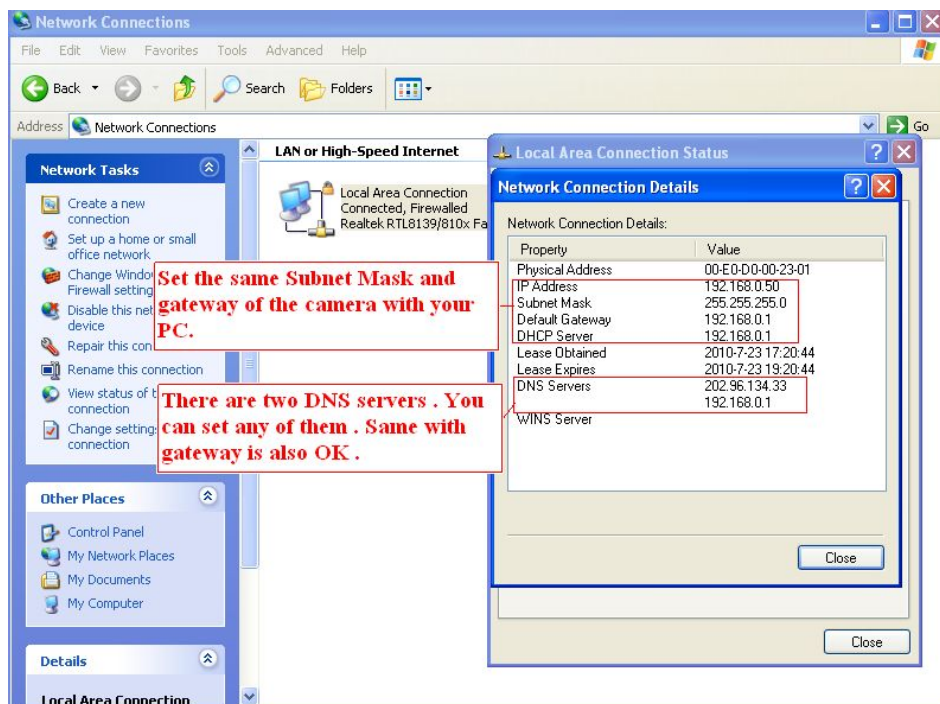 Network Connections
File Edit View Favorites Tools Advanced Help
Back Search Folders
Address Network Connections Go
Network Tasks
Create a new
connection
Set up a home or small
office network
Change Windo
Firewall setting
Disable this net
device
Repair this con
Rename this connection
View status of t
connection
Change setting
connection
Other Places
Control Panel
My Network Places
My Documents
My Computer
Details
Local Area Connection
LAN or High-Speed Internet
Local Area Connection
Connected, Firewalled
Realtek RTL8139/810x Fa
Set the same Subnet Mask and
gateway of the camera with your
PC.
There are two DNS servers . You
can set any of them . Same with
gateway is also OK .
Local Area Connection Status
Network Connection Details
Network Connection Details:
Property Value
Physical Address 00-E0-D0-00-23-01
IP Address 192.168.0.50
Subnet Mask 255.255.255.0
Default Gateway 192.168.0.1
DHCP Server 192.168.0.1
Lease Obtained 2010-7-23 17:20:44
Lease Expires 2010-7-23 19:20:44
DNS Servers 202.96.134.33
192.168.0.1
WINS Server
Close
Close